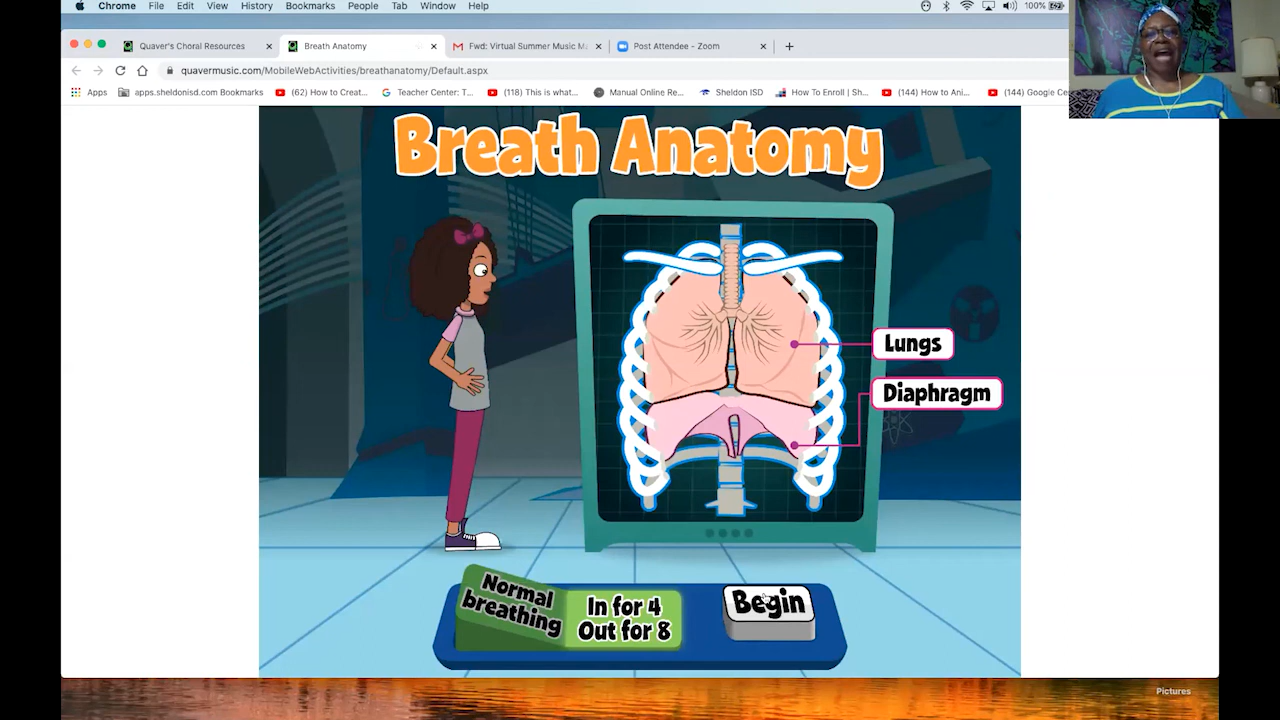 Chrome File Edit View History Bookmarks People Tab Window Help 100%
Quaver's Choral Resources
Breath Anatomy
Fwd: Virtual Summer Music M
Post Attendee - Zoom
quavermusic.com/MobileWebActivities/breathanatomy/Default.aspx
Apps
apps.sheldonisd.com Bookmarks
(62) How to Creat...
Teacher Center: T...
(118) This is what...
Manual Online Re...
Sheldon ISD
How To Enroll | Sh...
(144) How to Ani...
(144) Google Ce
Breath Anatomy
Lungs
Diaphragm
Normal
breathing
In for 4
Out for 8
Begin
Pictures